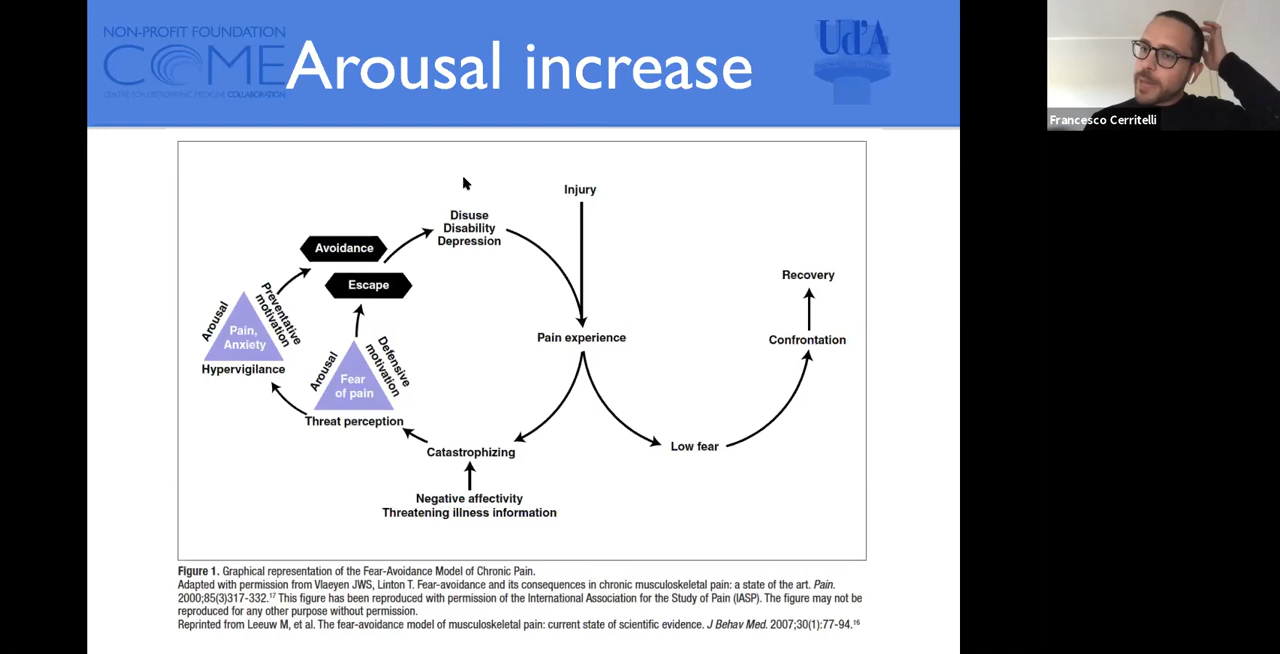 NON-PROFIT FOUNDATION
COME
CENTRE FOR OSTEOPATHIC MEDICINE COLLABORATION
Arousal increase
Ud'A
Francesco Cerritelli
Injury
Disuse
Disability
Depression
Avoidance
Escape
Recovery
Arousal
Pain,
Anxiety
Preventative
motivation
Hypervigilance
Pain experience
Confrontation
Arousal
Fear
of pain
Defensive
motivation
Threat perception
Catastrophizing
Low fear
Negative affectivity
Threatening illness information
Figure 1. Graphical representation of the Fear-Avoidance Model of Chronic Pain.
Adapted with permission from Vlaeyen JWS, Linton T. Fear-avoidance and its consequences in chronic musculoskeletal pain: a state of the art. Pain.
2000;85(3)317-332.17 This figure has been reproduced with permission of the International Association for the Study of Pain (IASP). The figure may not be
reproduced for any other purpose without permission.
Reprinted from Leeuw M, et al. The fear-avoidance model of musculoskeletal pain: current state of scientific evidence. J Behav Med. 2007;30(1):77-94.16